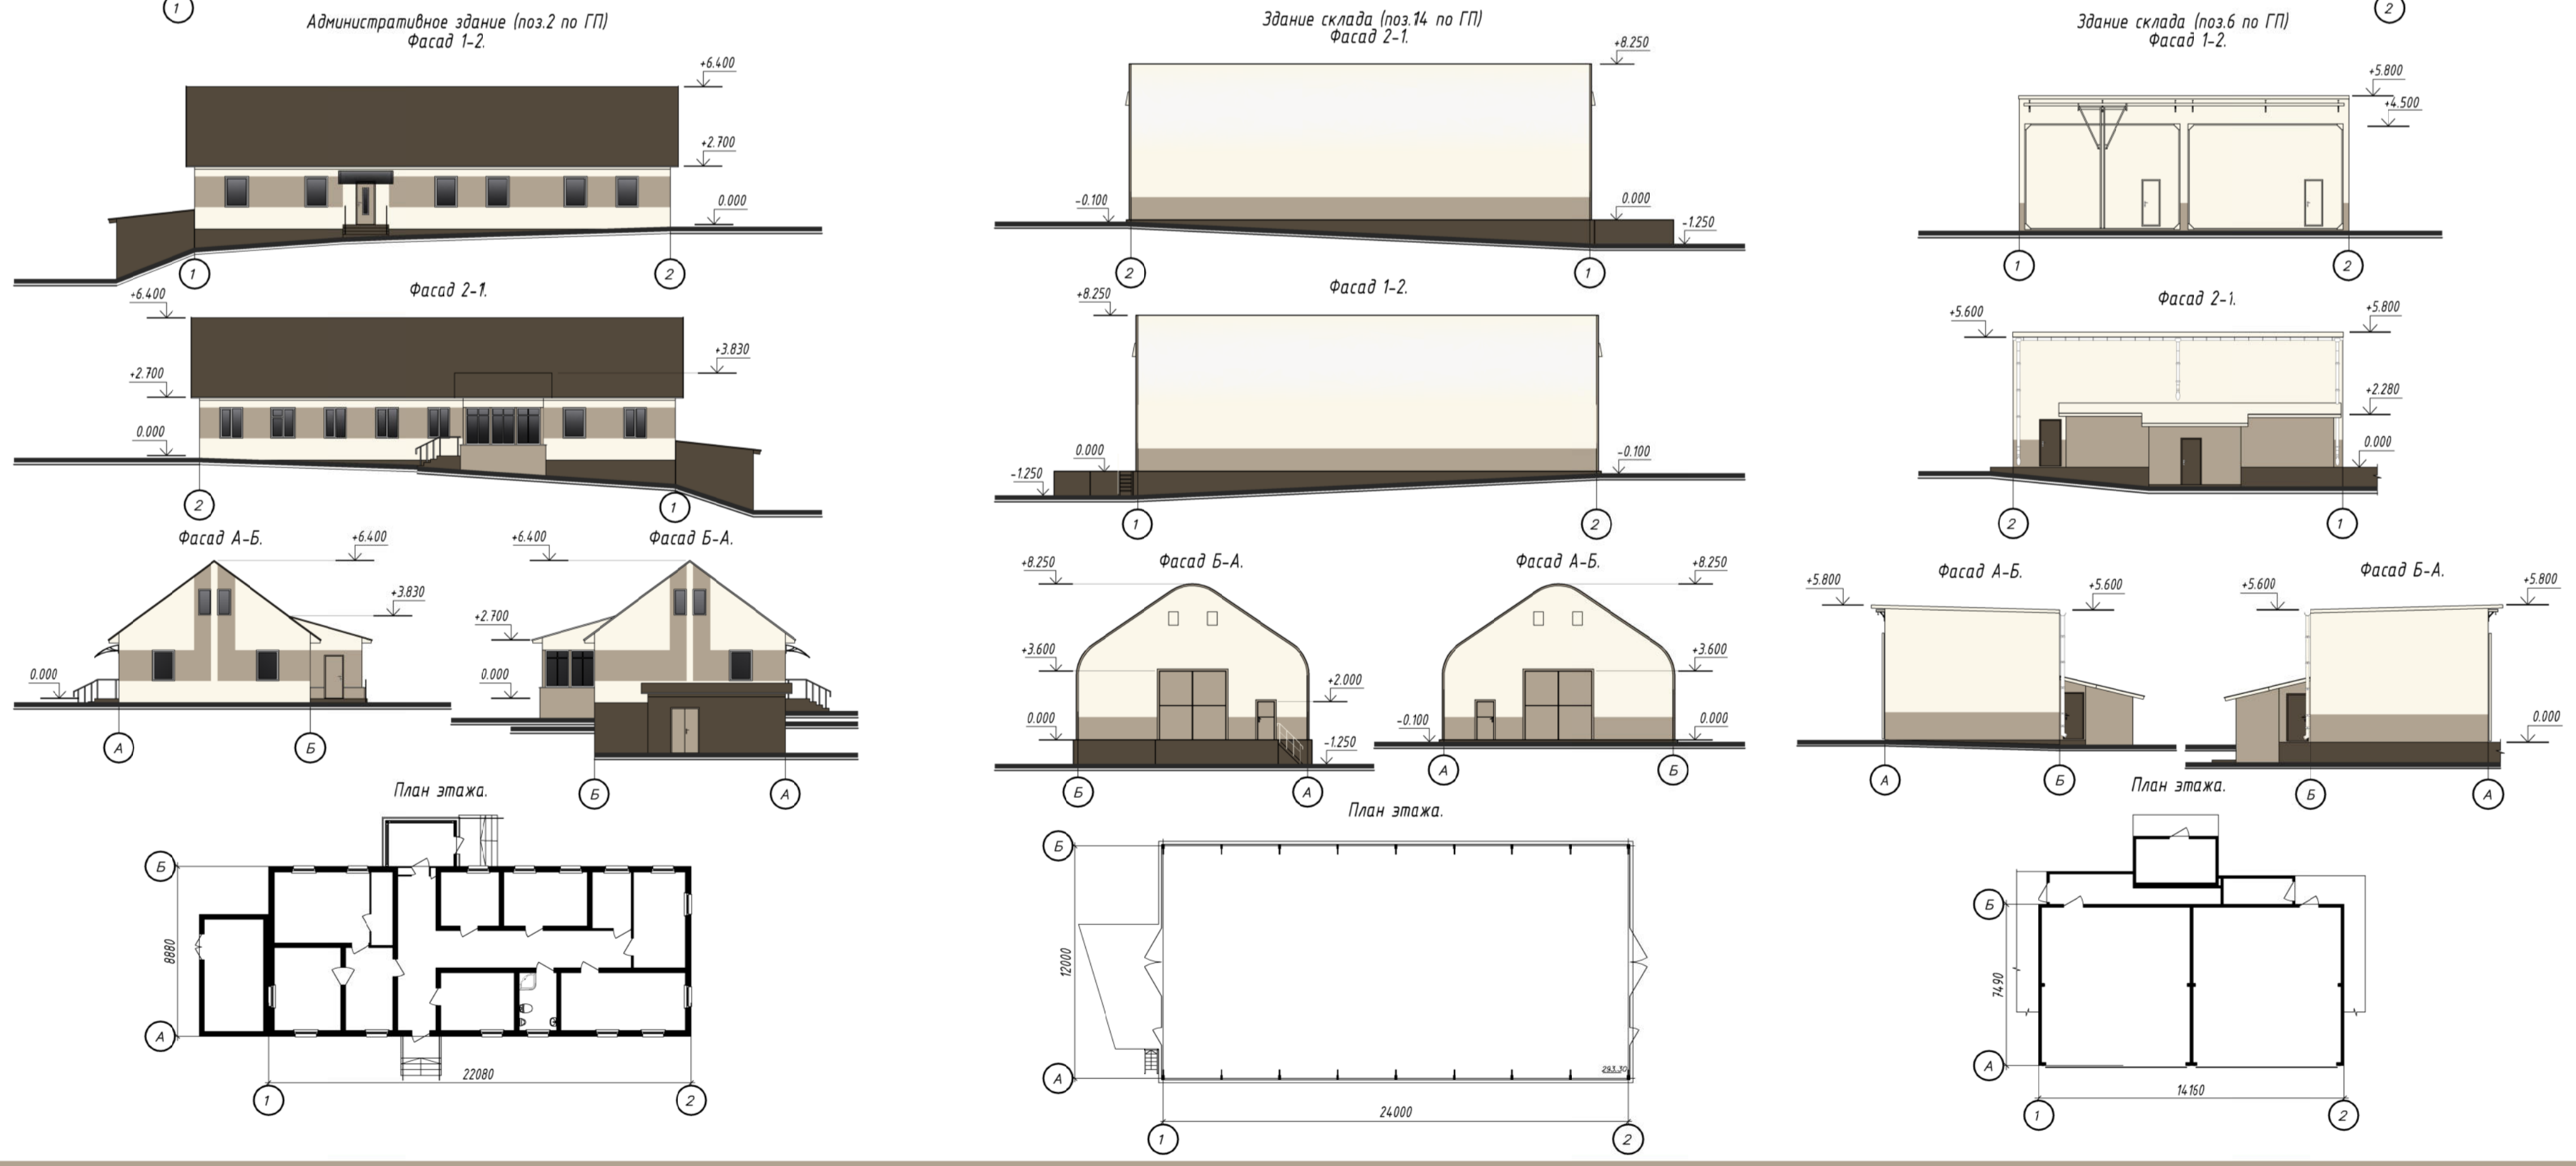 1
Административное здание (поз.2 по ГП)
Фасад 1-2.
+6.400
+2.700
0.000
1
2
Фасад 2-1.
+6.400
+3.830
+2.700
0.000
2
1
Фасад А-Б.
+6.400
+3.830
0.000
А
Б
Фасад Б-А.
+6.400
+2.700
0.000
Б
А
План этажа.
Б
8880
А
22080
1
2
Здание склада (поз.14 по ГП)
Фасад 2-1.
+8.250
-0.100
0.000
-1.250
2
1
Фасад 1-2.
+8.250
0.000
-0.100
-1.250
1
2
Фасад Б-А.
+8.250
+3.600
+2.000
0.000
-1.250
Б
А
Фасад А-Б.
+8.250
+3.600
-0.100
0.000
А
Б
План этажа.
Б
12000
А
293.30
24000
1
2
2
Здание склада (поз.6 по ГП)
Фасад 1-2.
+5.800
+4.500
1
2
Фасад 2-1.
+5.600
+5.800
+2.280
0.000
2
1
Фасад А-Б.
+5.800
+5.600
А
Б
Фасад Б-А.
+5.600
+5.800
0.000
Б
А
План этажа.
Б
7490
А
14160
1
2